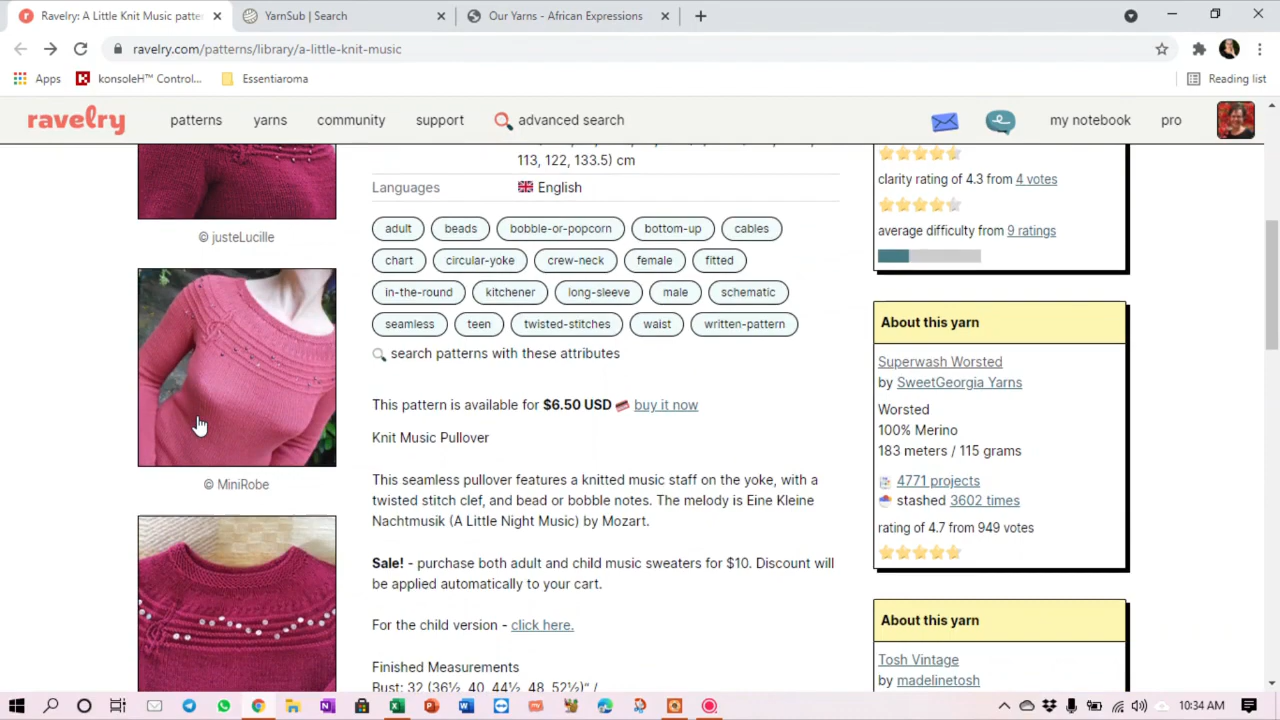 Ravelry: A Little Knit Music patte
YarnSub | Search
Our Yarns - African Expressions
ravelry.com/patterns/library/a-little-knit-music
Apps
konsoleH™ Control...
Essentiaroma
Reading list
ravelry
patterns
yarns
community
support
advanced search
my notebook
pro
© justeLucille
© MiniRobe
113, 122, 133.5) cm
Languages
English
adult
beads
bobble-or-popcorn
bottom-up
cables
chart
circular-yoke
crew-neck
female
fitted
in-the-round
kitchener
long-sleeve
male
schematic
seamless
teen
twisted-stitches
waist
written-pattern
search patterns with these attributes
This pattern is available for $6.50 USD buy it now
Knit Music Pullover
This seamless pullover features a knitted music staff on the yoke, with a
twisted stitch clef, and bead or bobble notes. The melody is Eine Kleine
Nachtmusik (A Little Night Music) by Mozart.
Sale! - purchase both adult and child music sweaters for $10. Discount will
be applied automatically to your cart.
For the child version - click here.
Finished Measurements
Bust: 32 (36½, 40, 44½, 48, 52½)“ /
clarity rating of 4.3 from 4 votes
average difficulty from 9 ratings
About this yarn
Superwash Worsted
by SweetGeorgia Yarns
Worsted
100% Merino
183 meters / 115 grams
4771 projects
stashed 3602 times
rating of 4.7 from 949 votes
About this yarn
Tosh Vintage
by madelinetosh
10:34 AM